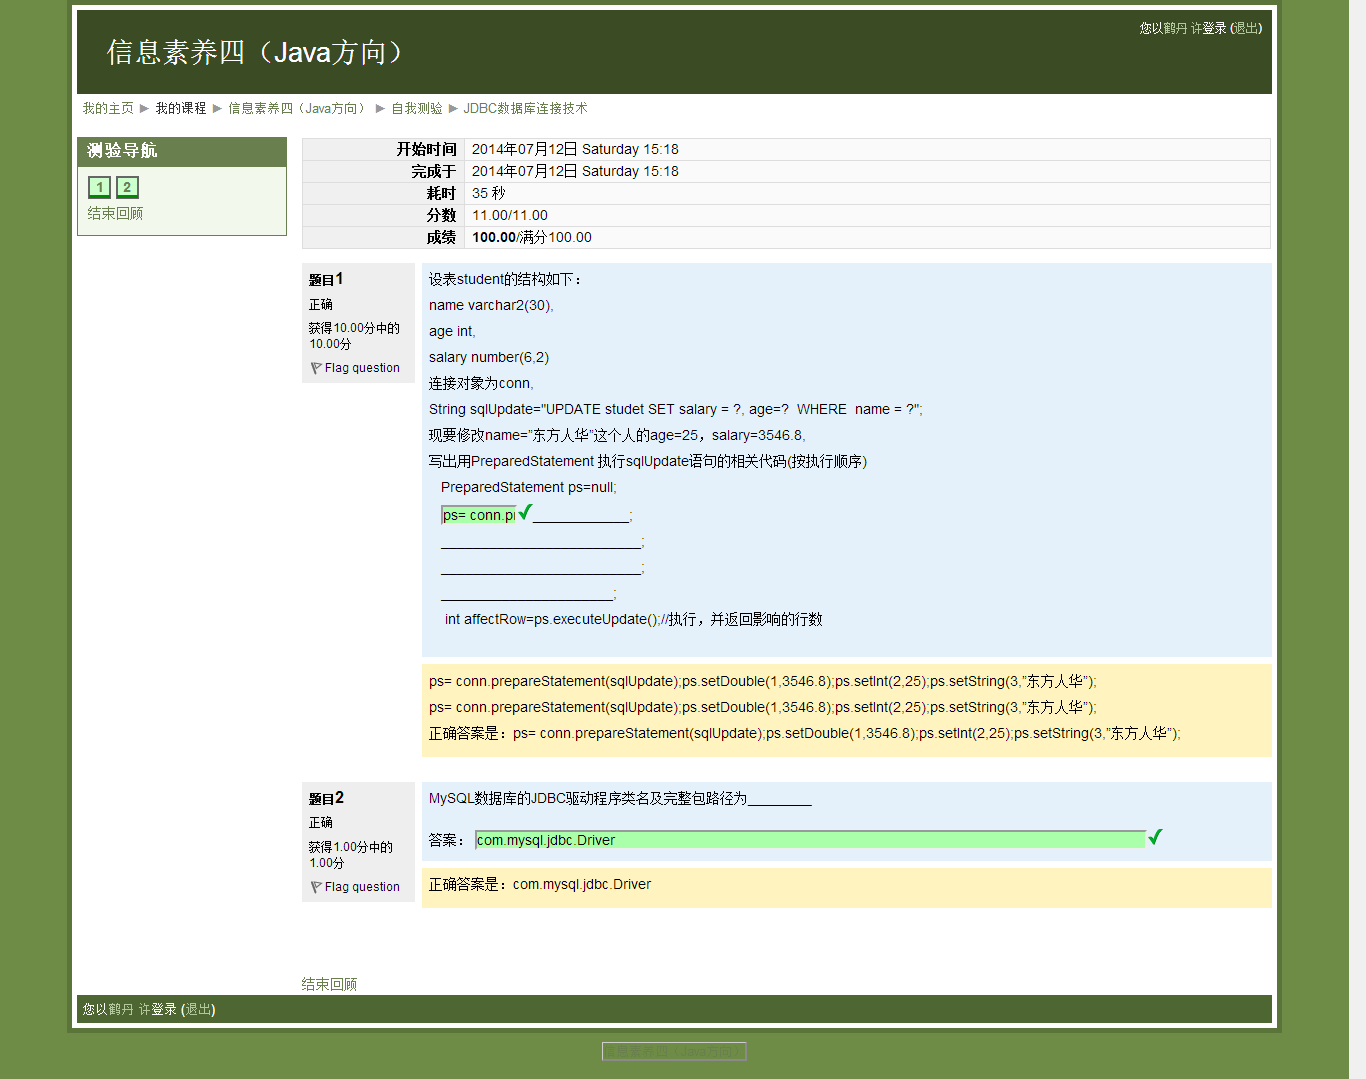 信息素养四（Java方向）
您以鹤丹 许登录 (退出)
我的主页 ► 我的课程 ► 信息素养四（Java方向） ► 自我测验 ► JDBC数据库连接技术
测验导航
1 2
结束回顾
开始时间 2014年07月12日 Saturday 15:18
完成于 2014年07月12日 Saturday 15:18
耗时 35 秒
分数 11.00/11.00
成绩 100.00/满分100.00
题目1
正确
获得10.00分中的
10.00分
Flag question
设表student的结构如下：
name varchar2(30),
age int,
salary number(6,2)
连接对象为conn,
String sqlUpdate="UPDATE studet SET salary = ?, age=?  WHERE  name = ?";
现要修改name="东方人华"这个人的age=25，salary=3546.8,
写出用PreparedStatement 执行sqlUpdate语句的相关代码(按执行顺序)
PreparedStatement ps=null;
ps= conn.pr ____________;
_________________________;
_________________________;
______________________;
int affectRow=ps.executeUpdate();//执行，并返回影响的行数
ps= conn.prepareStatement(sqlUpdate);ps.setDouble(1,3546.8);ps.setInt(2,25);ps.setString(3,"东方人华");
ps= conn.prepareStatement(sqlUpdate);ps.setDouble(1,3546.8);ps.setInt(2,25);ps.setString(3,"东方人华");
正确答案是：ps= conn.prepareStatement(sqlUpdate);ps.setDouble(1,3546.8);ps.setInt(2,25);ps.setString(3,"东方人华");
题目2
正确
获得1.00分中的
1.00分
Flag question
MySQL数据库的JDBC驱动程序类名及完整包路径为________
答案： com.mysql.jdbc.Driver
正确答案是：com.mysql.jdbc.Driver
结束回顾
您以鹤丹 许登录 (退出)
信息素养四（Java方向）